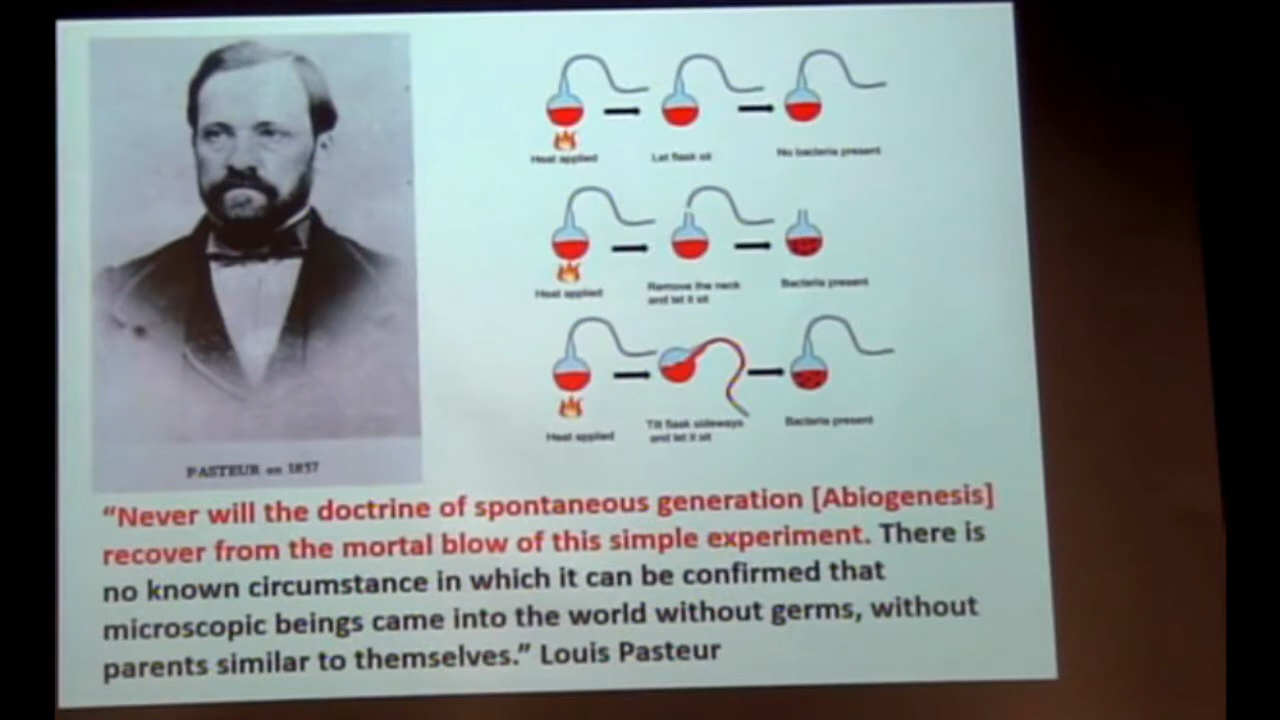 Heat applied
Let flask sit
No bacteria present
Heat applied
Remove the neck
and let it sit
Bacteria present
Heat applied
Tilt flask sideways
and let it sit
Bacteria present
PASTEUR en 1857
“Never will the doctrine of spontaneous generation [Abiogenesis]
recover from the mortal blow of this simple experiment. There is
no known circumstance in which it can be confirmed that
microscopic beings came into the world without germs, without
parents similar to themselves.” Louis Pasteur